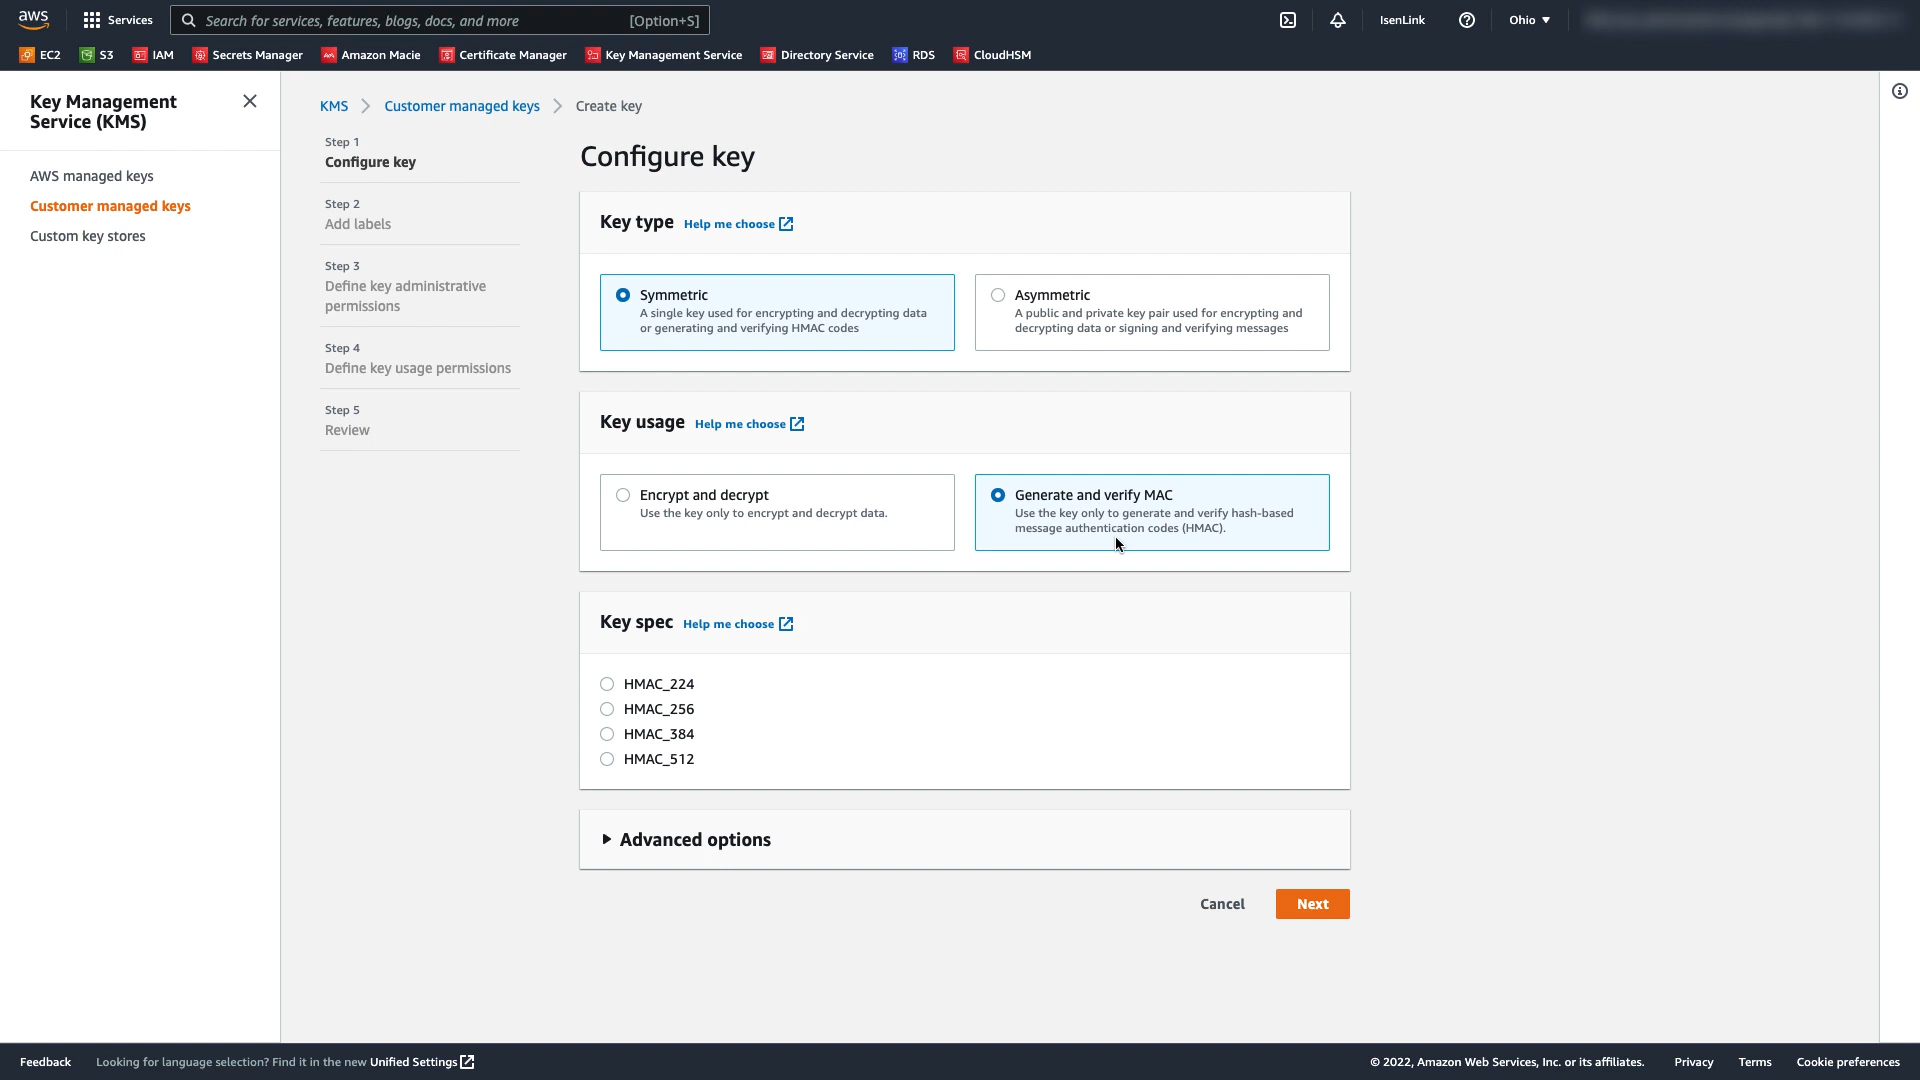 aws
Services
Search for services, features, blogs, docs, and more
[Option+S]
IsenLink
Ohio
EC2
S3
IAM
Secrets Manager
Amazon Macie
Certificate Manager
Key Management Service
Directory Service
RDS
CloudHSM
Key Management
Service (KMS)
AWS managed keys
Customer managed keys
Custom key stores
KMS
Customer managed keys
Create key
Step 1
Configure key
Step 2
Add labels
Step 3
Define key administrative
permissions
Step 4
Define key usage permissions
Step 5
Review
Configure key
Key type Help me choose
Symmetric
A single key used for encrypting and decrypting data
or generating and verifying HMAC codes
Asymmetric
A public and private key pair used for encrypting and
decrypting data or signing and verifying messages
Key usage Help me choose
Encrypt and decrypt
Use the key only to encrypt and decrypt data.
Generate and verify MAC
Use the key only to generate and verify hash-based
message authentication codes (HMAC).
Key spec Help me choose
HMAC_224
HMAC_256
HMAC_384
HMAC_512
Advanced options
Cancel
Next
Feedback
Looking for language selection? Find it in the new Unified Settings
© 2022, Amazon Web Services, Inc. or its affiliates.
Privacy
Terms
Cookie preferences